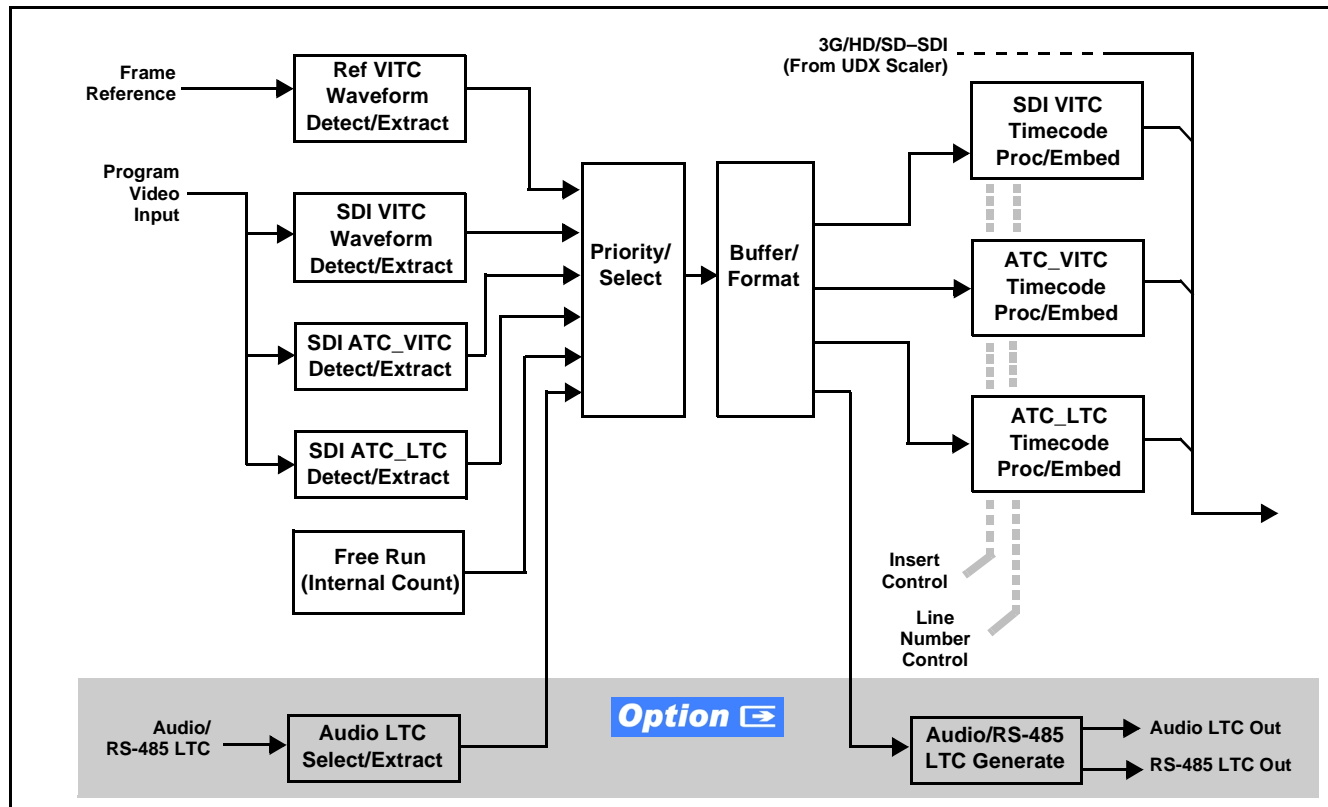 Frame
Reference
Ref VITC
Waveform
Detect/Extract
Program
Video
Input
SDI VITC
Waveform
Detect/Extract
SDI ATC_VITC
Detect/Extract
SDI ATC_LTC
Detect/Extract
Free Run
(Internal Count)
Priority/
Select
Buffer/
Format
3G/HD/SD–SDI
(From UDX Scaler)
SDI VITC
Timecode
Proc/Embed
ATC_VITC
Timecode
Proc/Embed
ATC_LTC
Timecode
Proc/Embed
Insert
Control
Line
Number
Control
Option
Audio/
RS-485 LTC
Audio LTC
Select/Extract
Audio/RS-485
LTC Generate
Audio LTC Out
RS-485 LTC Out